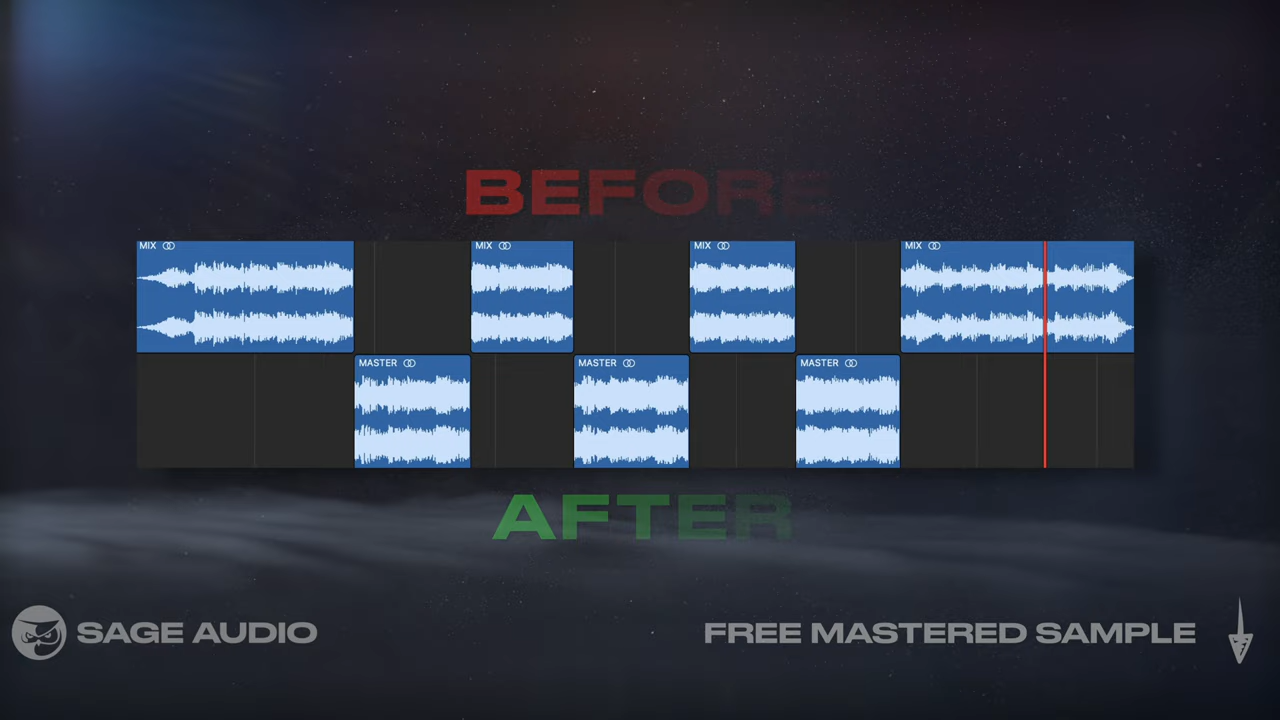 BEFORE
MIX
MIX
MIX
MIX
MASTER
MASTER
MASTER
AFTER
SAGE AUDIO
FREE MASTERED SAMPLE